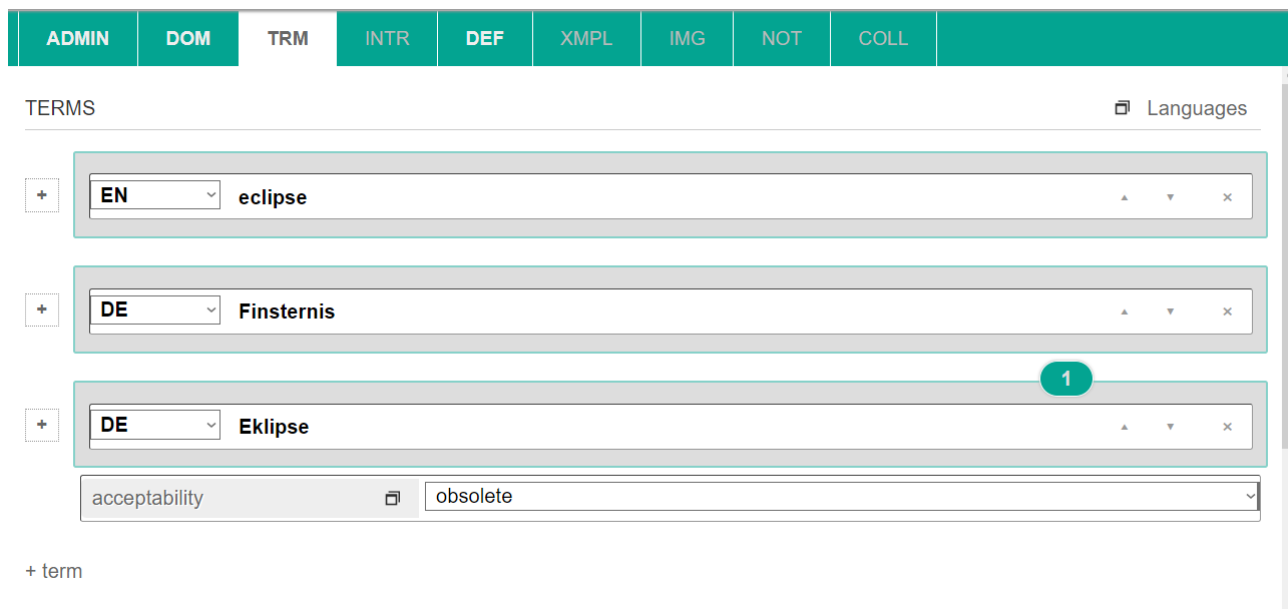 ADMIN DOM TRM INTR DEF XMPL IMG NOT COLL
TERMS Languages
+ EN eclipse
+ DE Finsternis
1
+ DE Eklipse
acceptability obsolete
+ term